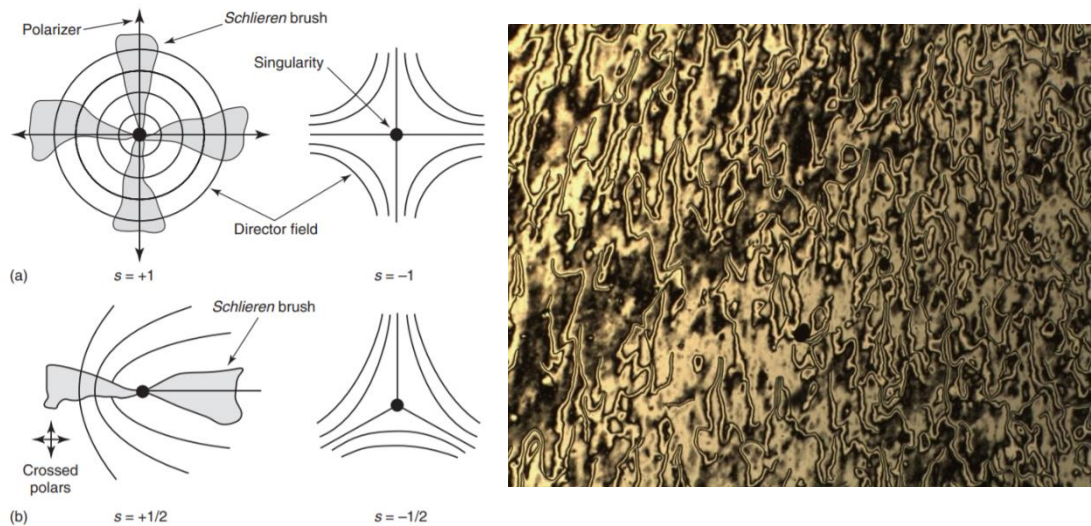 Polarizer
Schlieren brush
Singularity
Director field
(a)
s = +1
s = −1
Schlieren brush
Crossed
polars
(b)
s = +1/2
s = −1/2